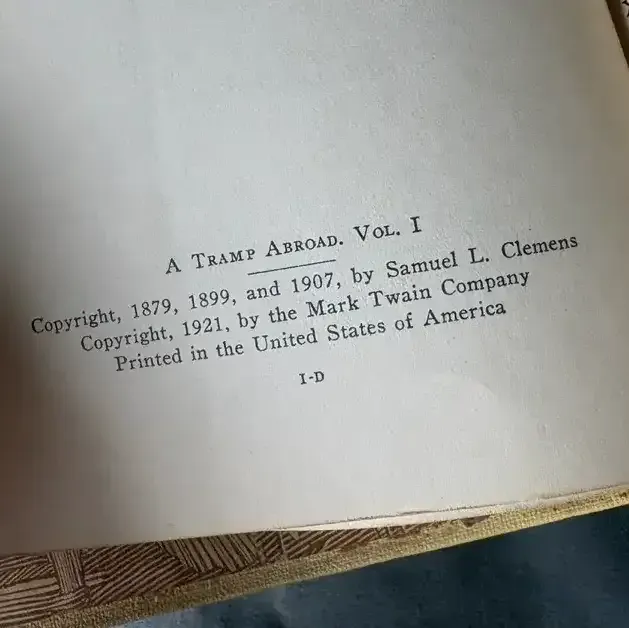 A Tramp Abroad. Vol. I
Copyright, 1879, 1899, and 1907, by Samuel L. Clemens
Copyright, 1921, by the Mark Twain Company
Printed in the United States of America
I-D